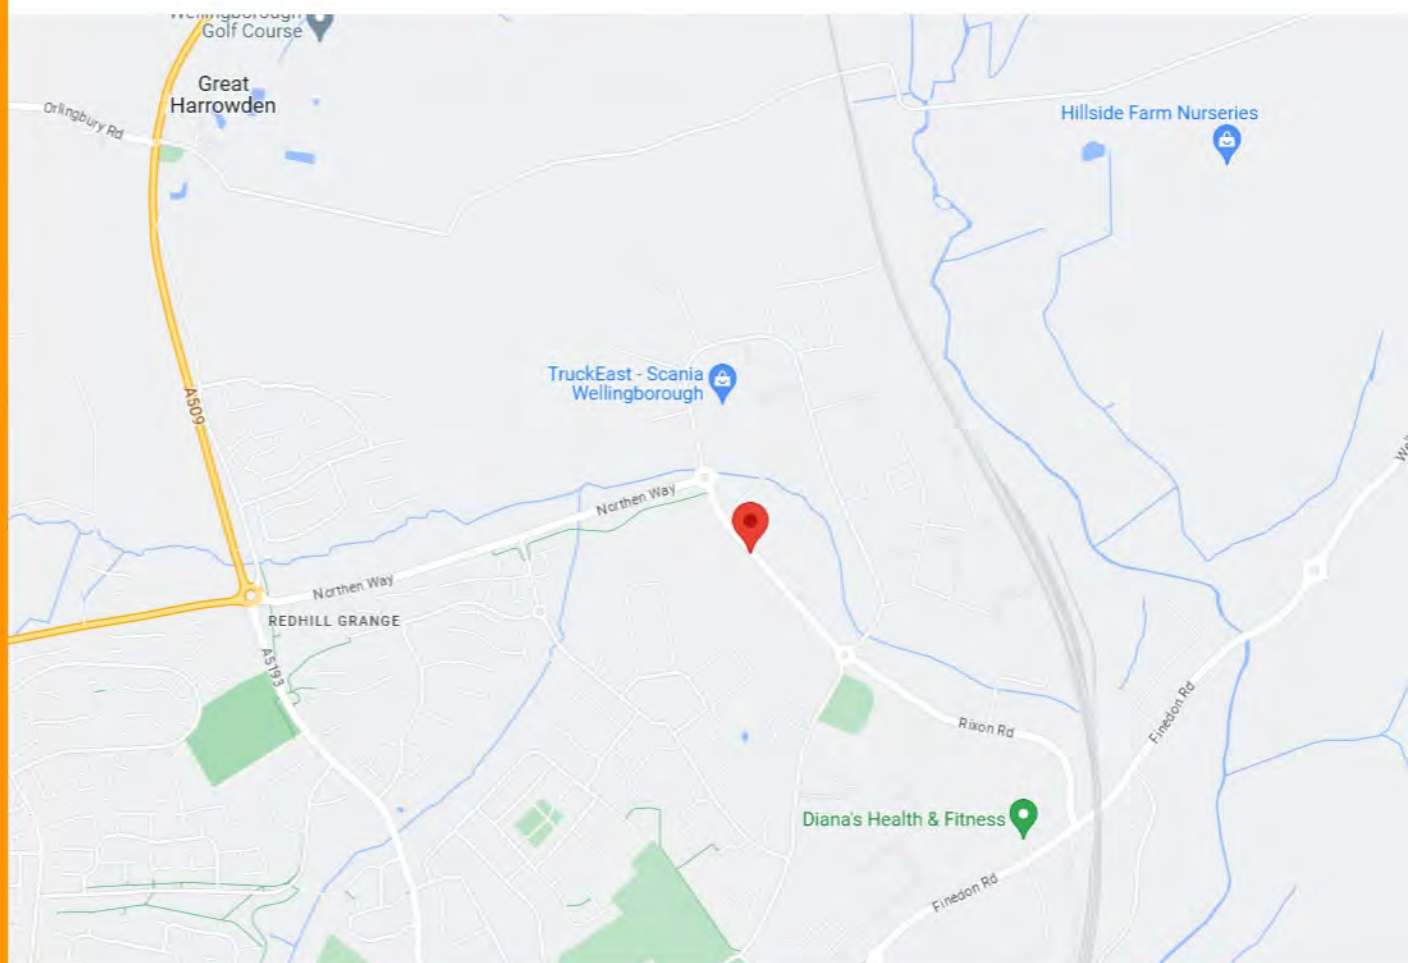 Wellingborough
Golf Course
Great
Harrowden
Orlingbury Rd
Hillside Farm Nurseries
TruckEast - Scania
Wellingborough
A509
Northen Way
Northen Way
REDHILL GRANGE
A5193
Rixon Rd
Finedon Rd
Diana's Health & Fitness
Finedon Rd